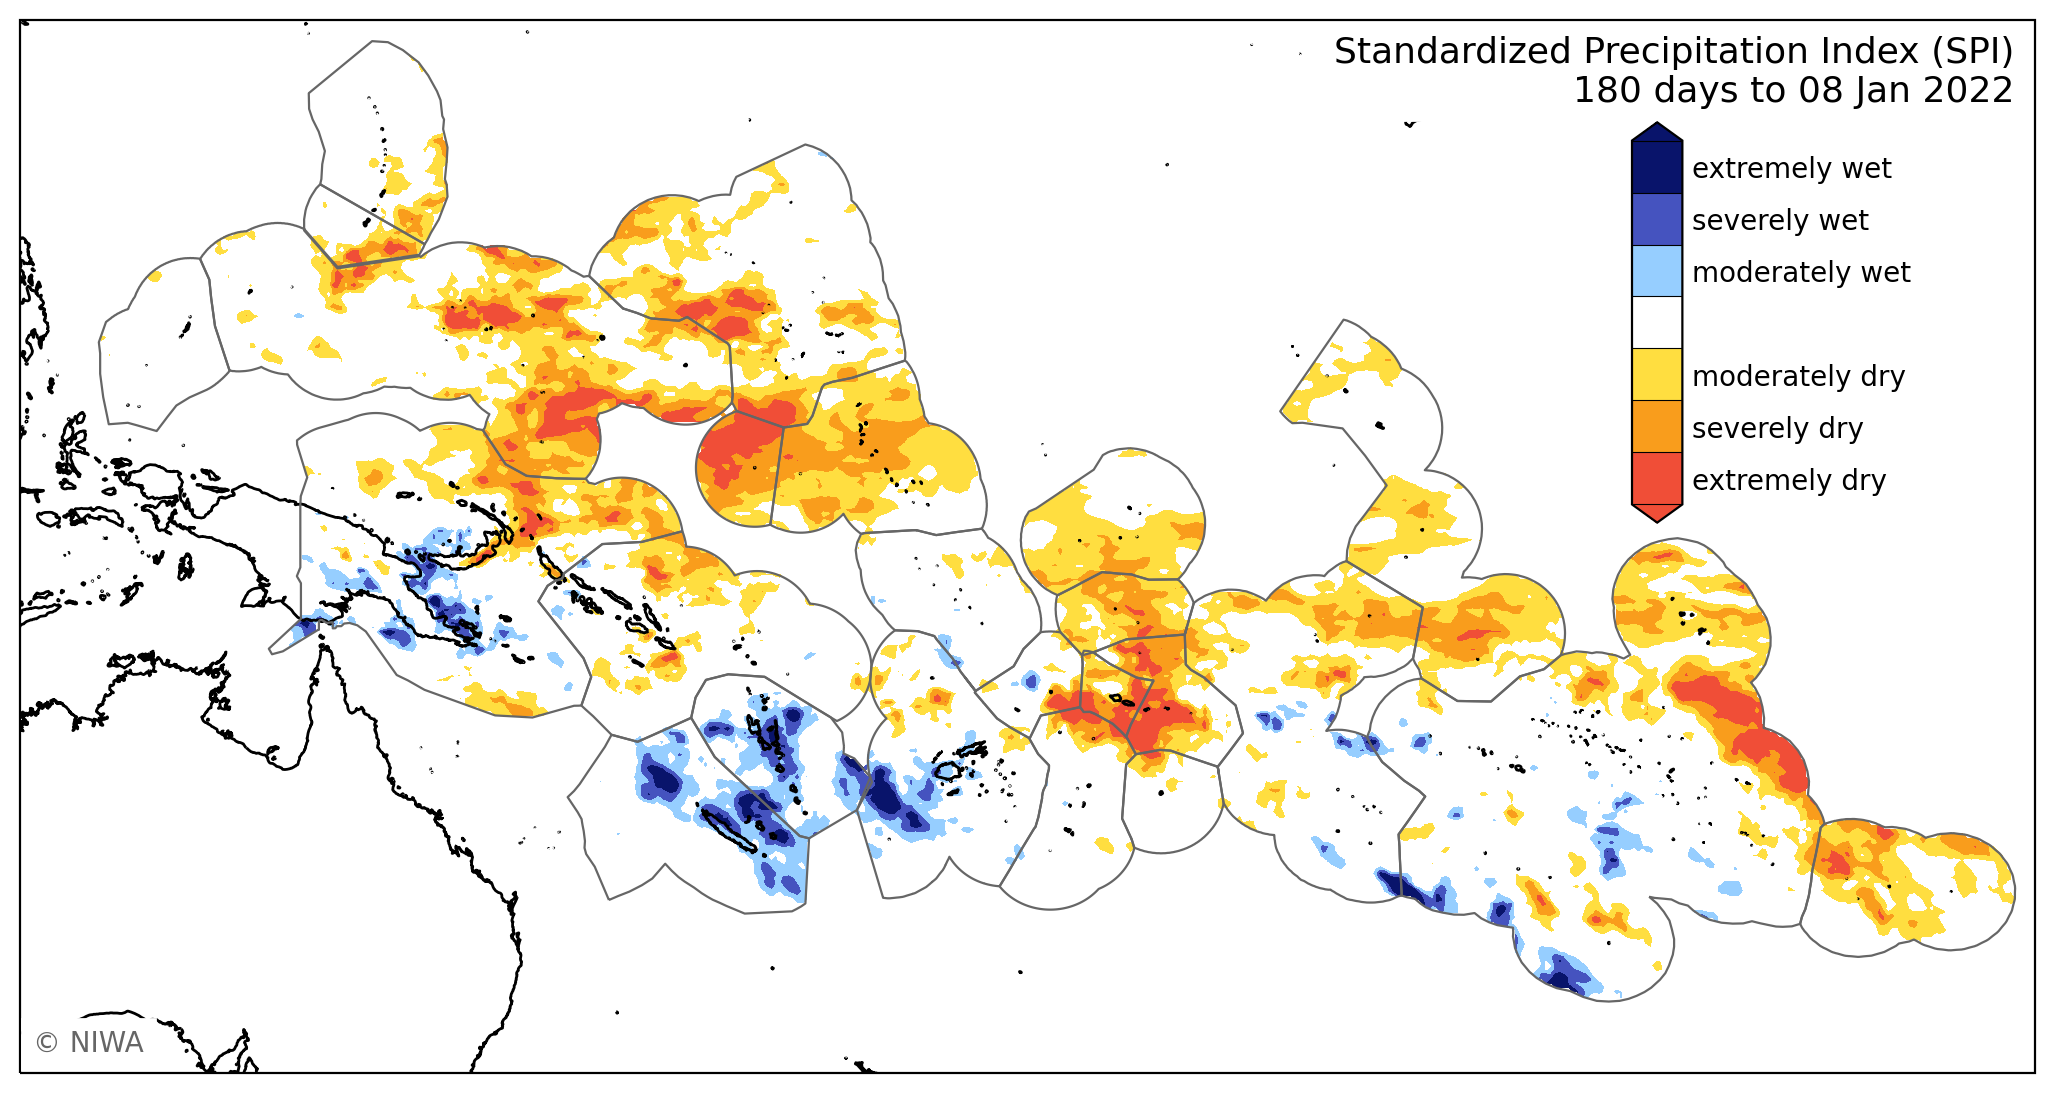 Standardized Precipitation Index (SPI)
180 days to 08 Jan 2022
extremely wet
severely wet
moderately wet
moderately dry
severely dry
extremely dry
© NIWA